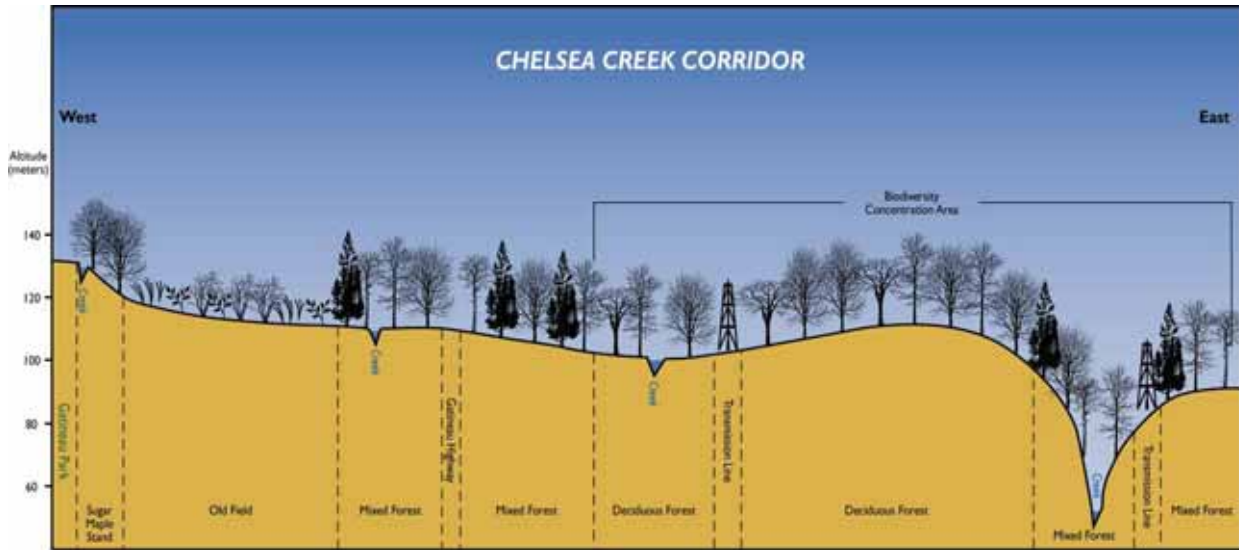 CHELSEA CREEK CORRIDOR
West
East
Altitude
(meters)
Biodiversity
Concentration Area
140
120
100
80
60
Creek
Creek
Creek
Creek
Gatineau Park
Sugar
Maple
Stand
Old Field
Mixed Forest
Gatineau Highway
Mixed Forest
Deciduous Forest
Transmission Line
Deciduous Forest
Mixed Forest
Transmission Line
Mixed Forest